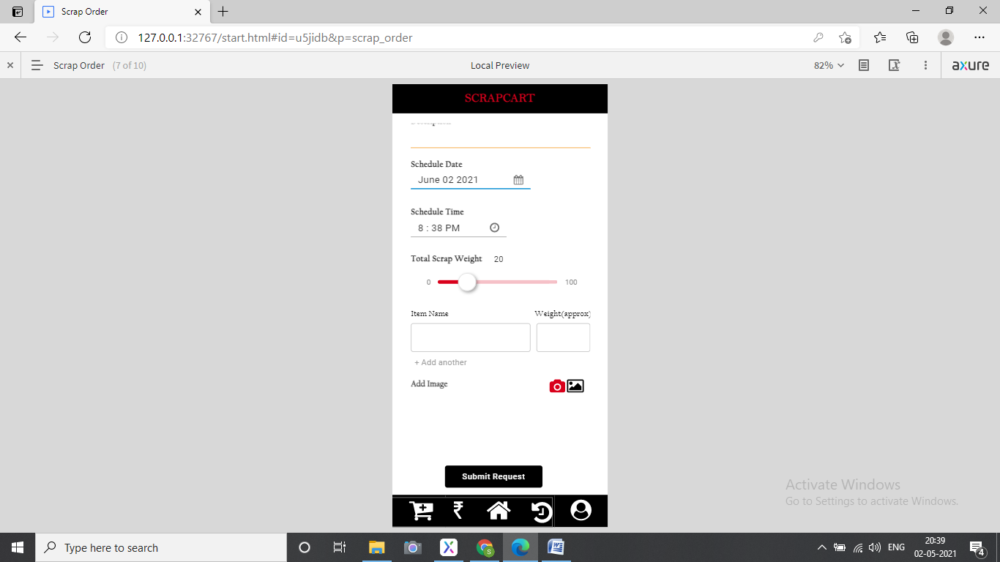 Scrap Order
127.0.0.1:32767/start.html#id=u5jidb&p=scrap_order
Scrap Order (7 of 10)
Local Preview
82%
axure
SCRAPCART
Schedule Date
June 02 2021
Schedule Time
8 : 38 PM
Total Scrap Weight 20
0
100
Item Name
Weight(approx)
+ Add another
Add Image
Submit Request
₹
Activate Windows
Go to Settings to activate Windows.
Type here to search
S
W
ENG
20:39
02-05-2021
4